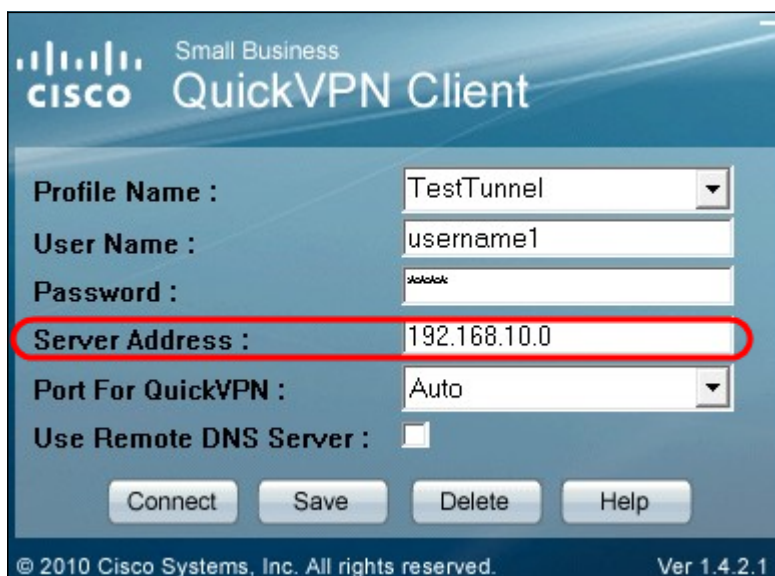 Small Business
CISCO QuickVPN Client
Profile Name : TestTunnel
User Name : username1
Password : ****
Server Address : 192.168.10.0
Port For QuickVPN : Auto
Use Remote DNS Server :
Connect Save Delete Help
© 2010 Cisco Systems, Inc. All rights reserved. Ver 1.4.2.1